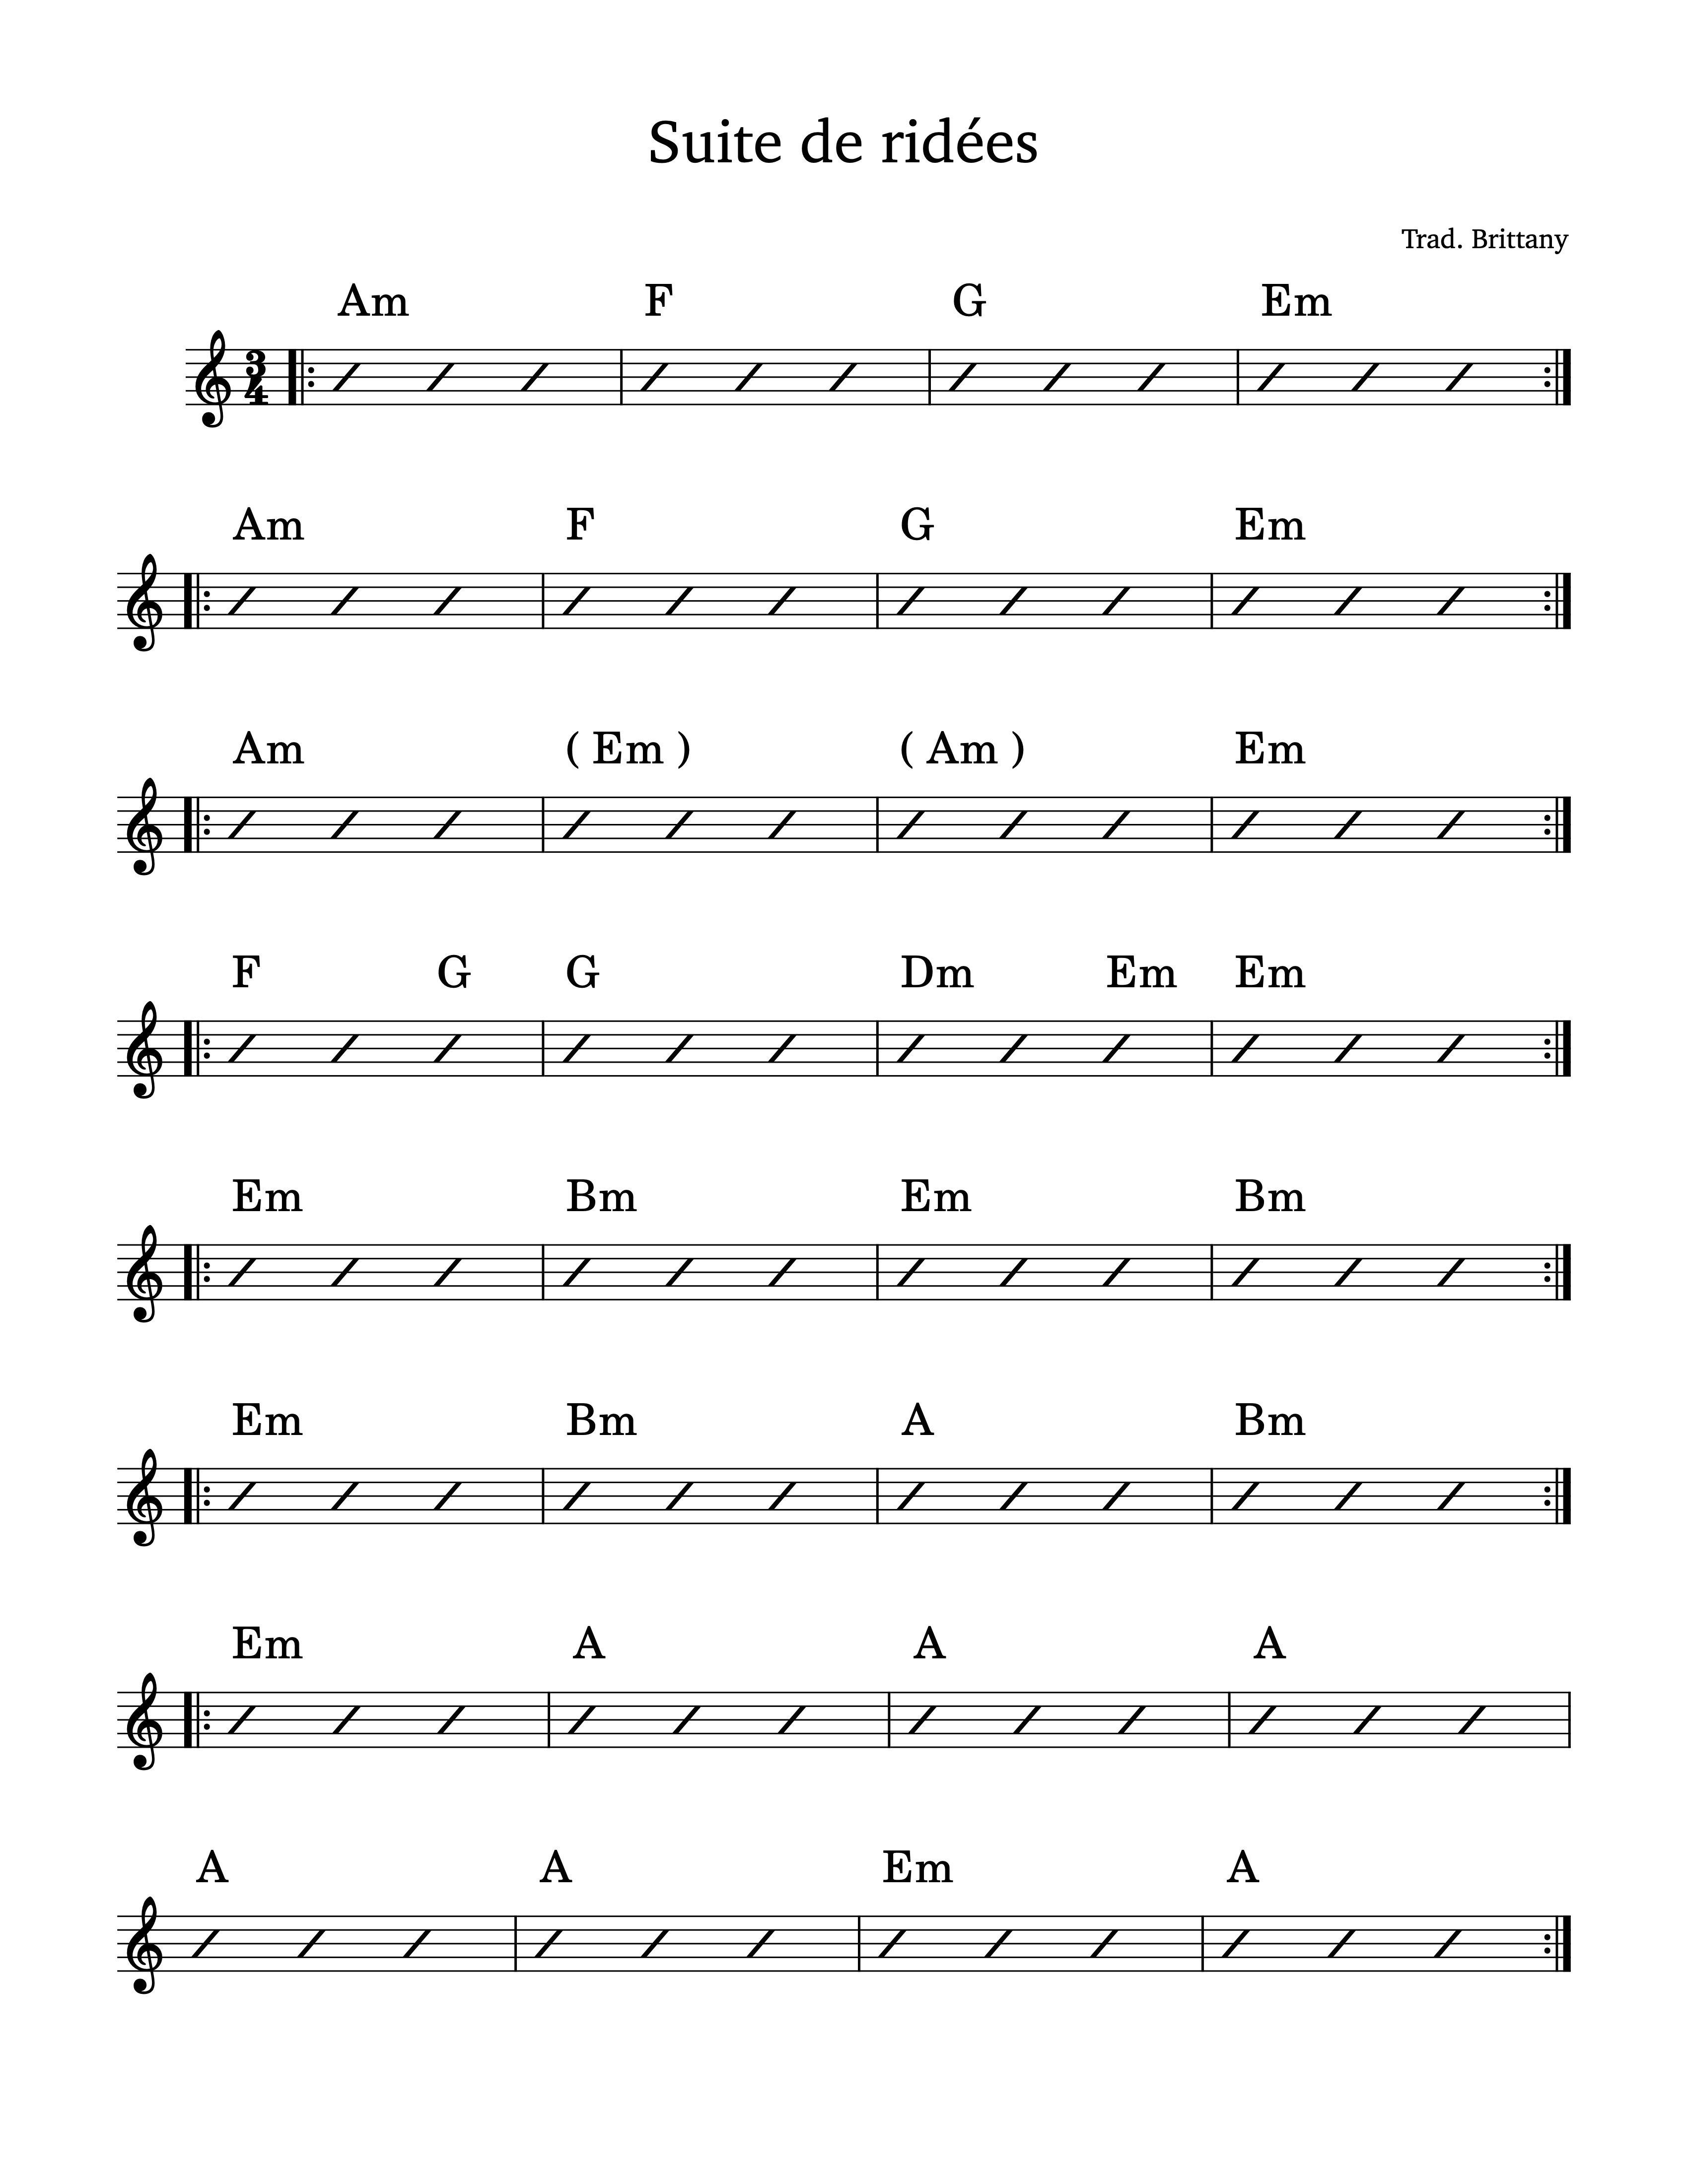 Suite de ridées
Trad. Brittany
Am F G Em
3
4
Am F G Em
Am ( Em ) ( Am ) Em
F G G Dm Em Em
Em Bm Em Bm
Em Bm A Bm
Em A A A
A A Em A